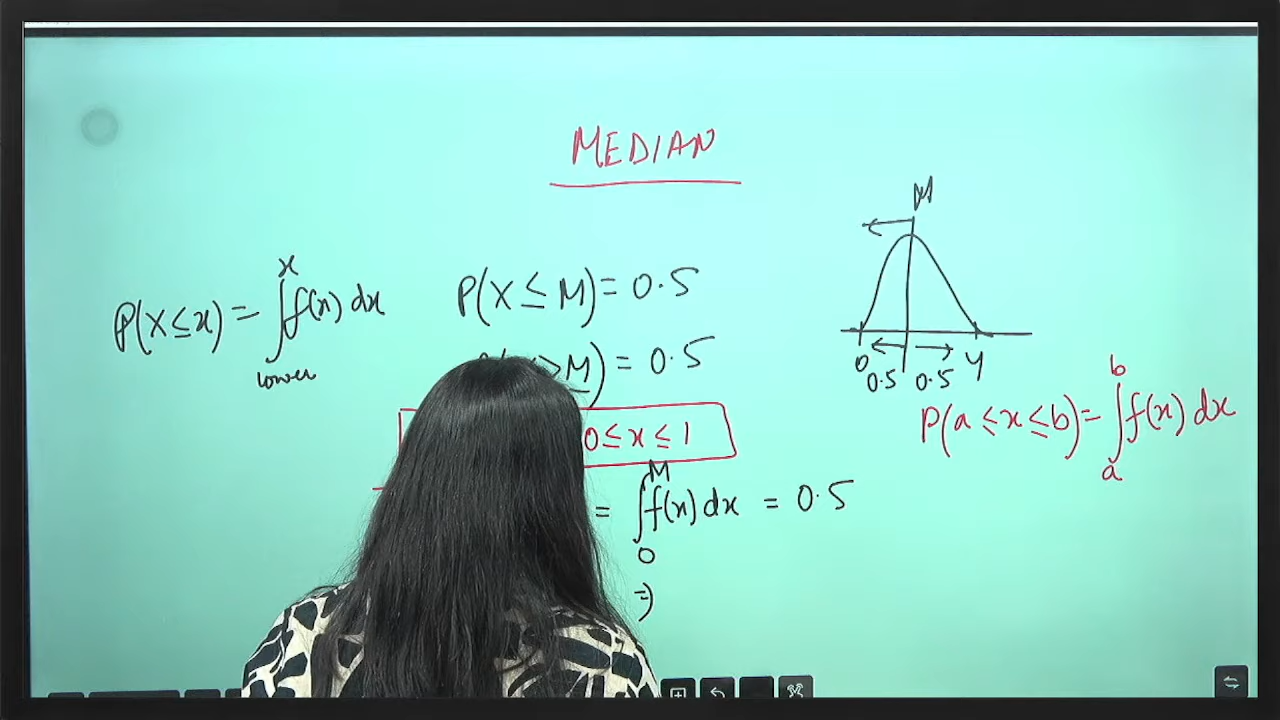 MEDIAN
M
P(X ≤ x) = ∫ f(x) dx
x
lower
P(X ≤ M) = 0.5
> M) = 0.5
0 4
0.5 0.5
P(a ≤ x ≤ b) = ∫ f(x) dx
b
a
0 ≤ x ≤ 1
= ∫ f(x) dx = 0.5
M
0
⇒